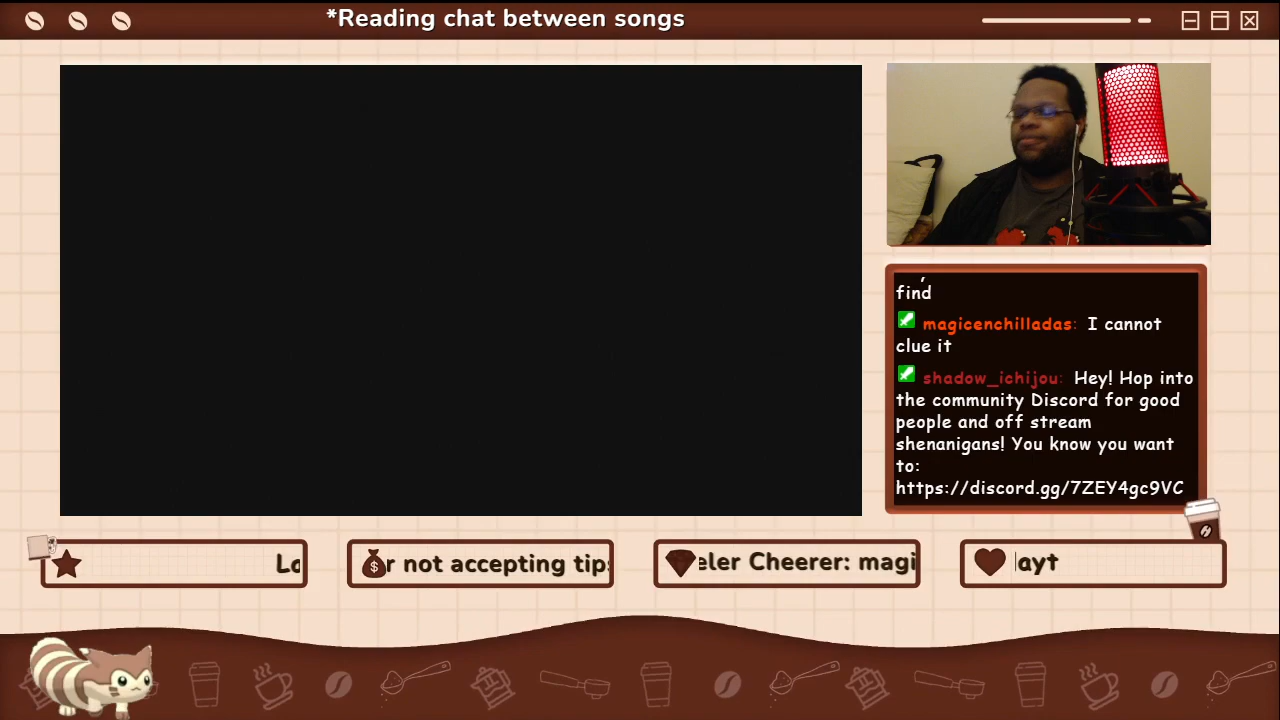 *Reading chat between songs
find
magicenchilladas: I cannot
clue it
shadow_ichijou: Hey! Hop into
the community Discord for good
people and off stream
shenanigans! You know you want
to:
https://discord.gg/7ZEY4gc9VC
La
r not accepting tips
eler Cheerer: magi
ayt